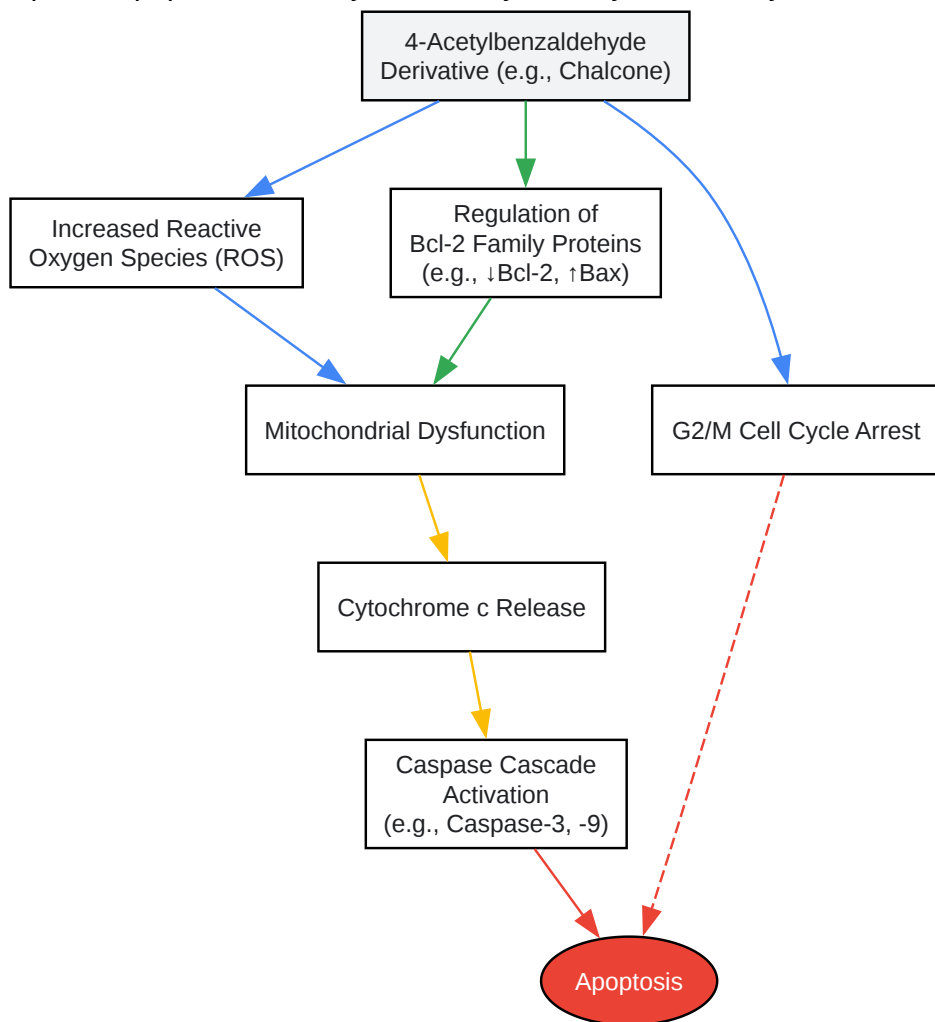 4-Acetylbenzaldehyde
Derivative (e.g., Chalcone)
Increased Reactive
Oxygen Species (ROS)
Regulation of
Bcl-2 Family Proteins
(e.g., ↓Bcl-2, ↑Bax)
Mitochondrial Dysfunction
G2/M Cell Cycle Arrest
Cytochrome c Release
Caspase Cascade
Activation
(e.g., Caspase-3, -9)
Apoptosis